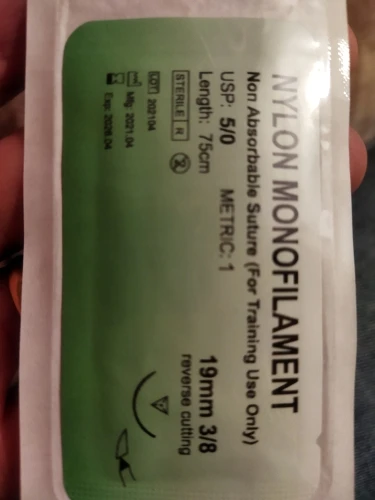 NYLON MONOFILAMENT
Non Absorbable Suture (For Training Use Only)
USP: 5/0 METRIC: 1
Length: 75cm
19mm 3/8
reverse cutting
STERILE R
2
LOT 202104
Mfg: 2021.04
Exp: 2026.04